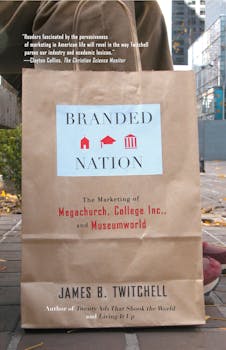 "Readers fascinated by the pervasiveness
of marketing in American life will revel in the way Twitchell
parses our industry and academic lexicon."
—Clayton Collins, The Christian Science Monitor
BRANDED
NATION
The Marketing of
Megachurch, College Inc.,
and Museumworld
JAMES B. TWITCHELL
Author of Twenty Ads That Shook the World
and Living It Up